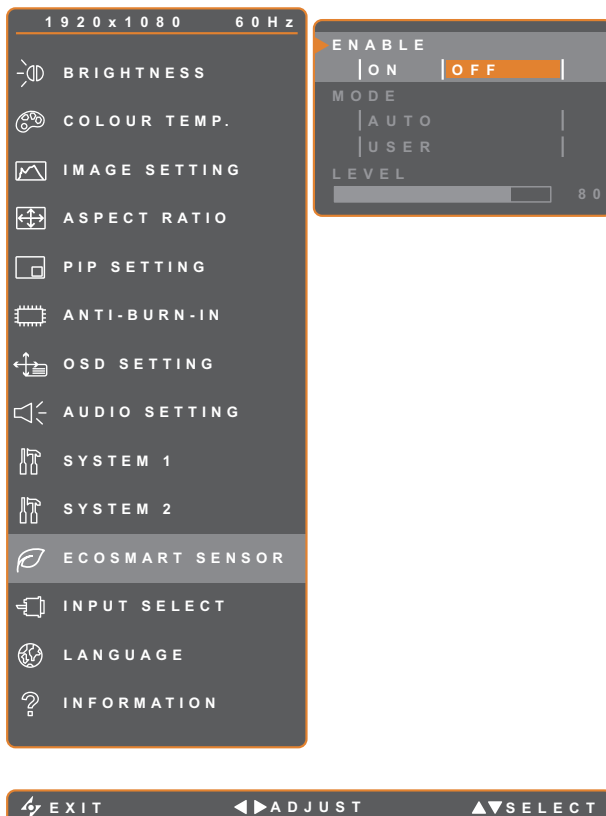 1920x1080 60Hz
BRIGHTNESS
COLOUR TEMP.
IMAGE SETTING
ASPECT RATIO
PIP SETTING
ANTI-BURN-IN
OSD SETTING
AUDIO SETTING
SYSTEM 1
SYSTEM 2
ECOSMART SENSOR
INPUT SELECT
LANGUAGE
INFORMATION
ENABLE
ON OFF
MODE
AUTO
USER
LEVEL
80
EXIT ADJUST SELECT